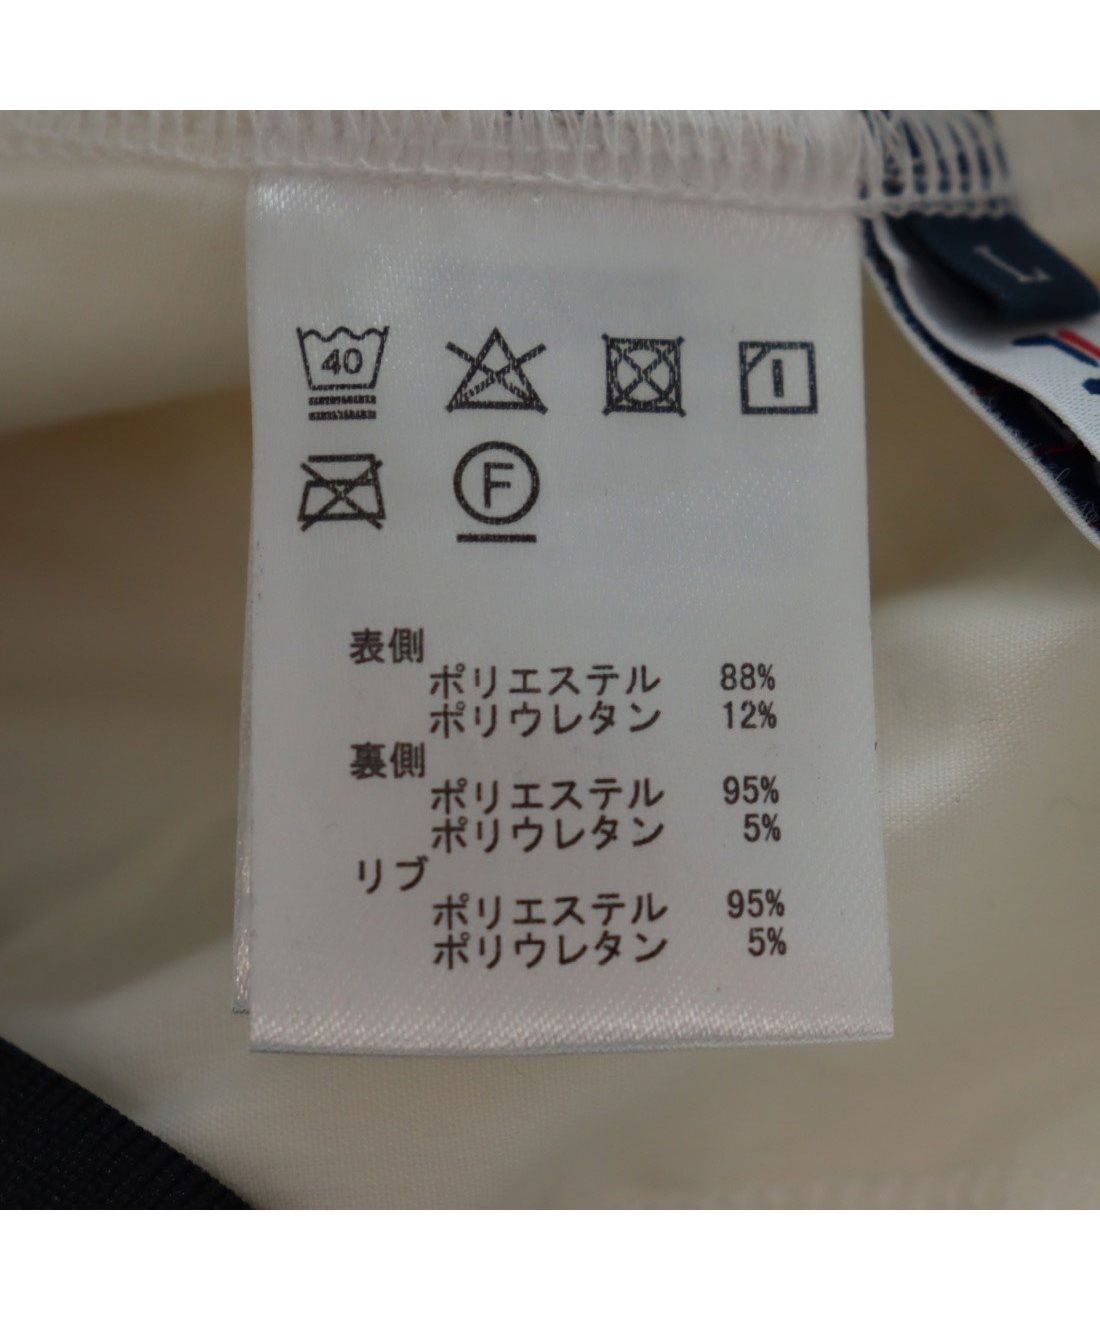 L
40
F
表側
ポリエステル 88%
ポリウレタン 12%
裏側
ポリエステル 95%
ポリウレタン 5%
リブ
ポリエステル 95%
ポリウレタン 5%